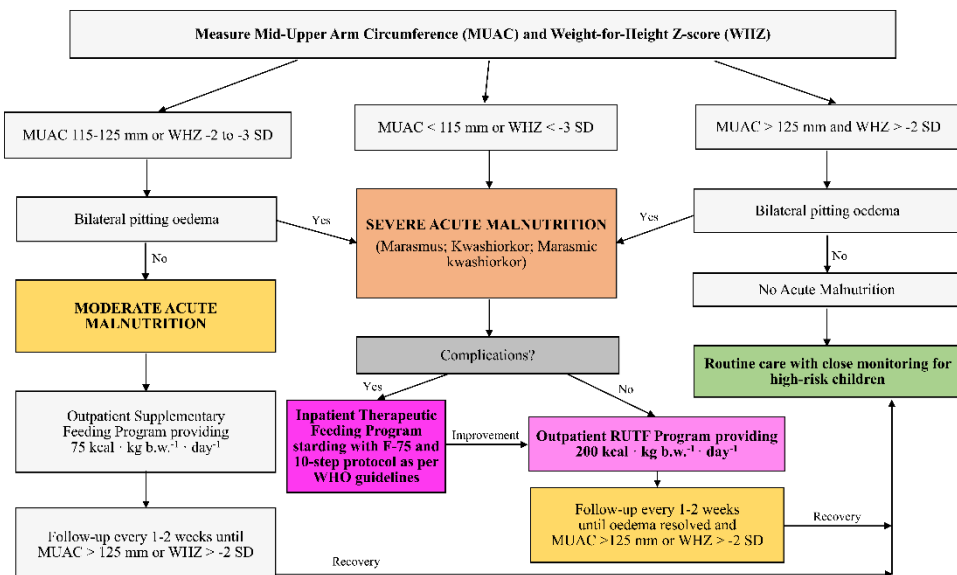 Measure Mid-Upper Arm Circumference (MUAC) and Weight-for-Height Z-score (WHZ)
MUAC 115-125 mm or WHZ -2 to -3 SD
MUAC < 115 mm or WHZ < -3 SD
MUAC > 125 mm and WHZ > -2 SD
Bilateral pitting oedema
Yes
SEVERE ACUTE MALNUTRITION
(Marasmus; Kwashiorkor; Marasmic
kwashiorkor)
Yes
Bilateral pitting oedema
No
No
MODERATE ACUTE
MALNUTRITION
No Acute Malnutrition
Complications?
Routine care with close monitoring for
high-risk children
Yes
No
Outpatient Supplementary
Feeding Program providing
75 kcal · kg b.w.⁻¹ · day⁻¹
Inpatient Therapeutic
Feeding Program
starding with F-75 and
10-step protocol as per
WHO guidelines
Improvement
Outpatient RUTF Program providing
200 kcal · kg b.w.⁻¹ · day⁻¹
Follow-up every 1-2 weeks
until oedema resolved and
MUAC >125 mm or WHZ > -2 SD
Recovery
Follow-up every 1-2 weeks until
MUAC > 125 mm or WHZ > -2 SD
Recovery